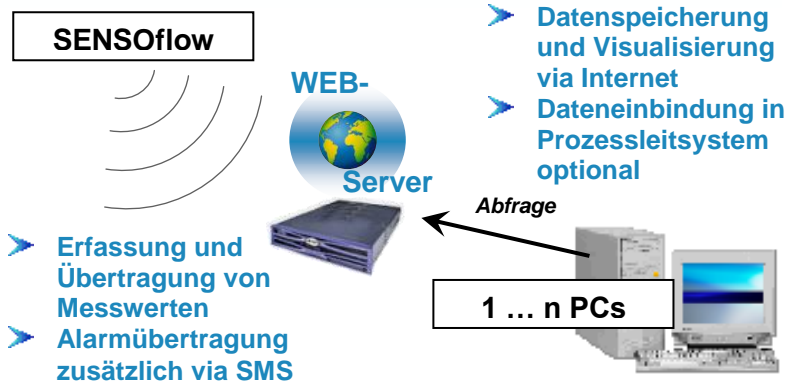 SENSOflow
WEB-
Server
Datenspeicherung
und Visualisierung
via Internet
Dateneinbindung in
Prozessleitsystem
optional
Abfrage
Erfassung und
Übertragung von
Messwerten
Alarmübertragung
zusätzlich via SMS
1 … n PCs